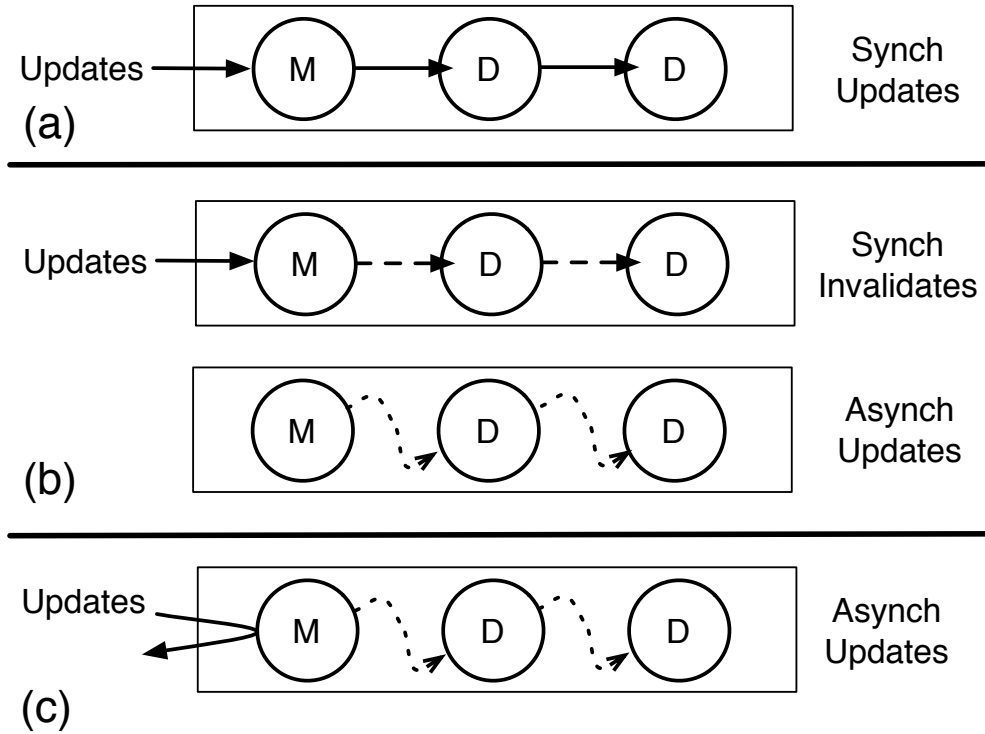 Updates M D D Synch
Updates
(a)
Updates M D D Synch
Invalidates
M D D Asynch
Updates
(b)
Updates M D D Asynch
Updates
(c)